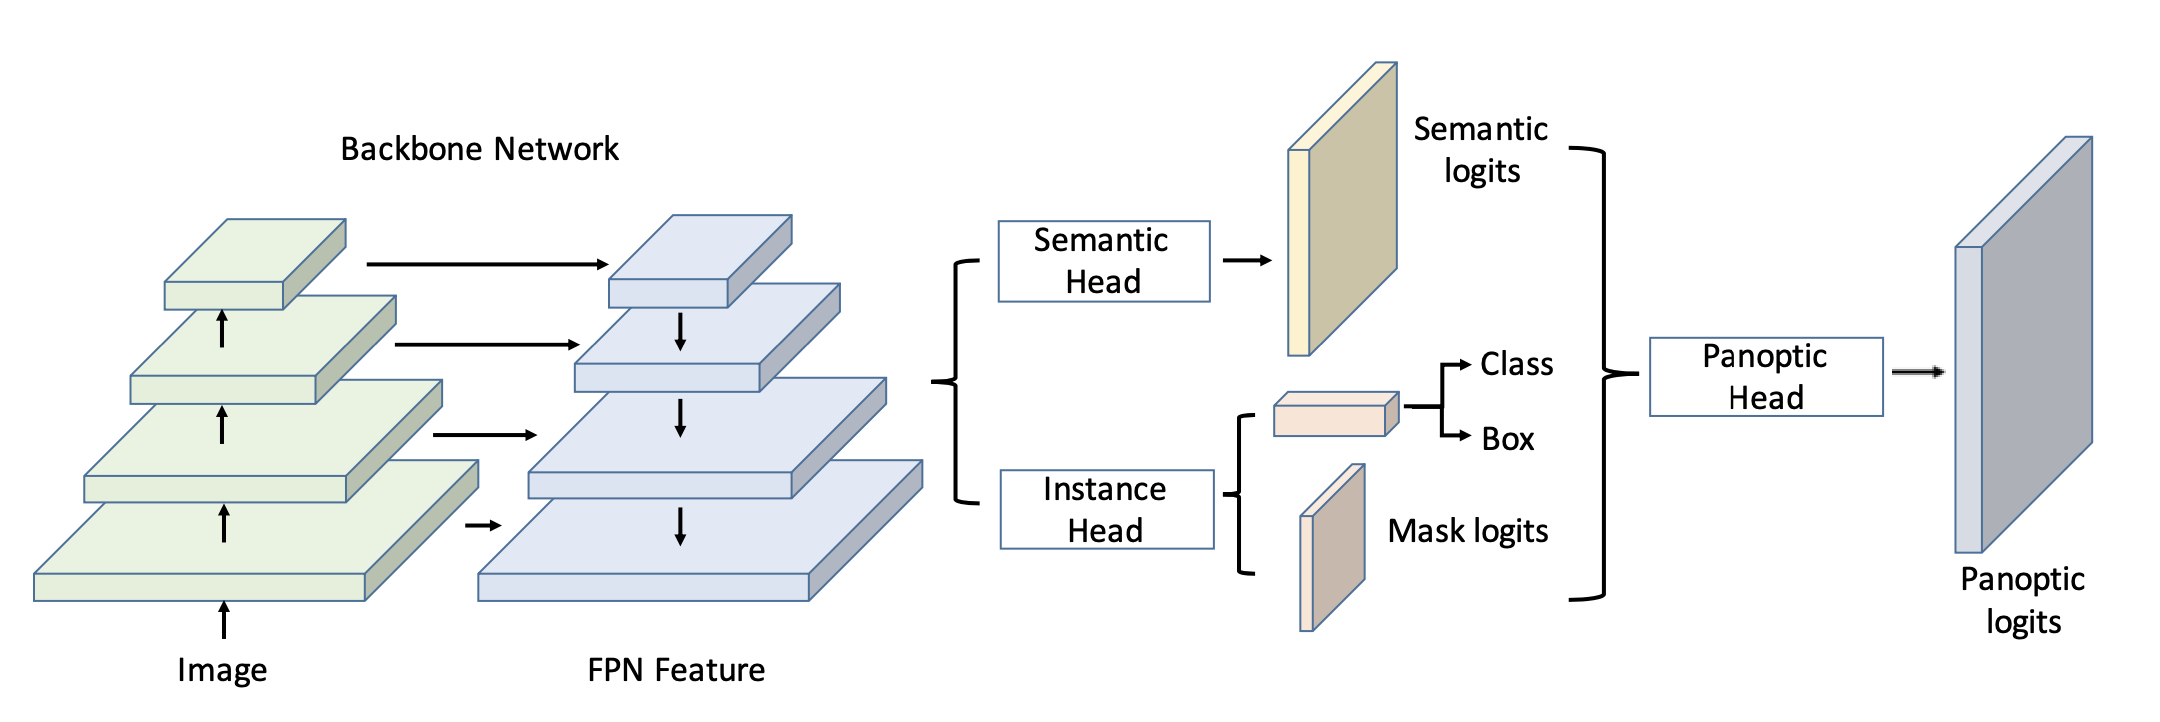 Backbone Network
Image
FPN Feature
Semantic
Head
Instance
Head
Semantic
logits
Class
Box
Mask logits
Panoptic
Head
Panoptic
logits